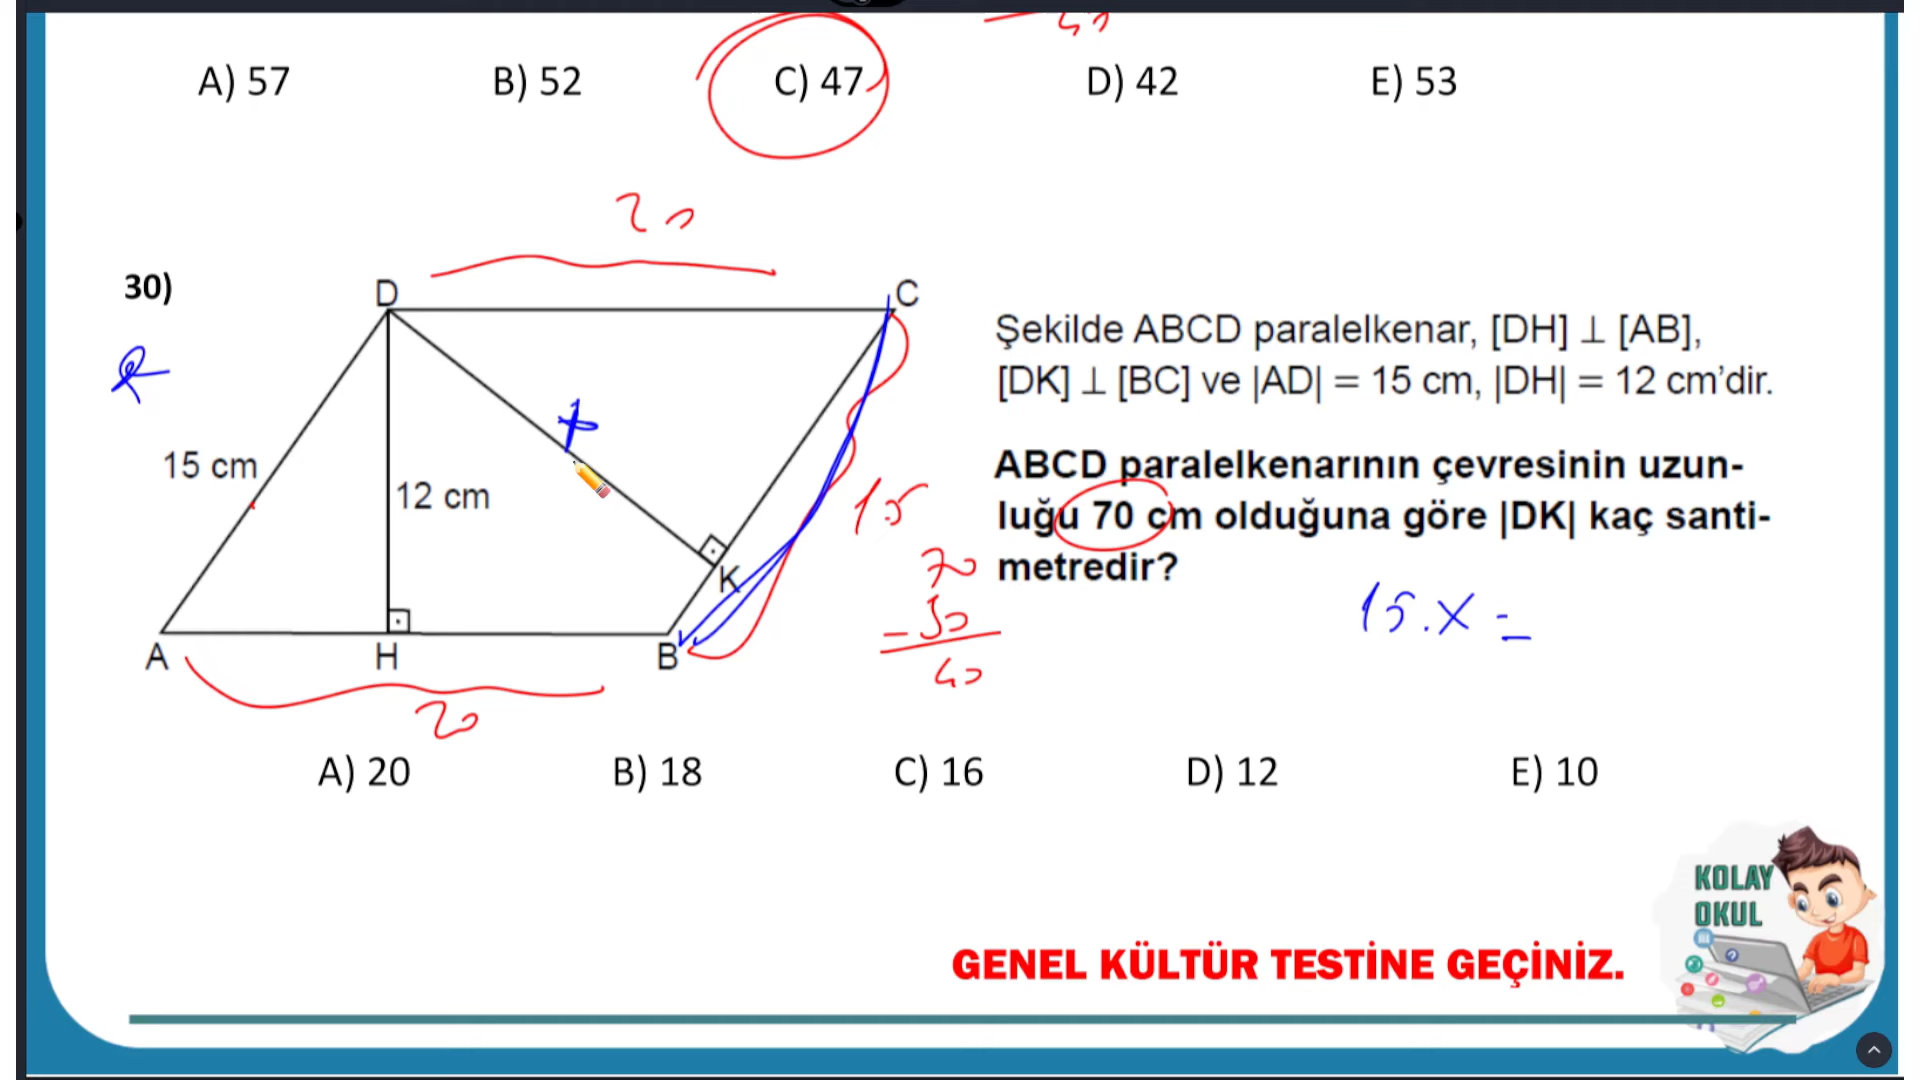 A) 57 B) 52 C) 47 D) 42 E) 53
20
30)
D C
Şekilde ABCD paralelkenar, [DH] ⊥ [AB],
[DK] ⊥ [BC] ve |AD| = 15 cm, |DH| = 12 cm’dir.
x
15 cm
12 cm
ABCD paralelkenarının çevresinin uzun-
luğu 70 cm olduğuna göre |DK| kaç santi-
metredir?
15
70
- 30
40
K
15.x =
A H B
20
A) 20 B) 18 C) 16 D) 12 E) 10
KOLAY
OKUL
GENEL KÜLTÜR TESTİNE GEÇİNİZ.